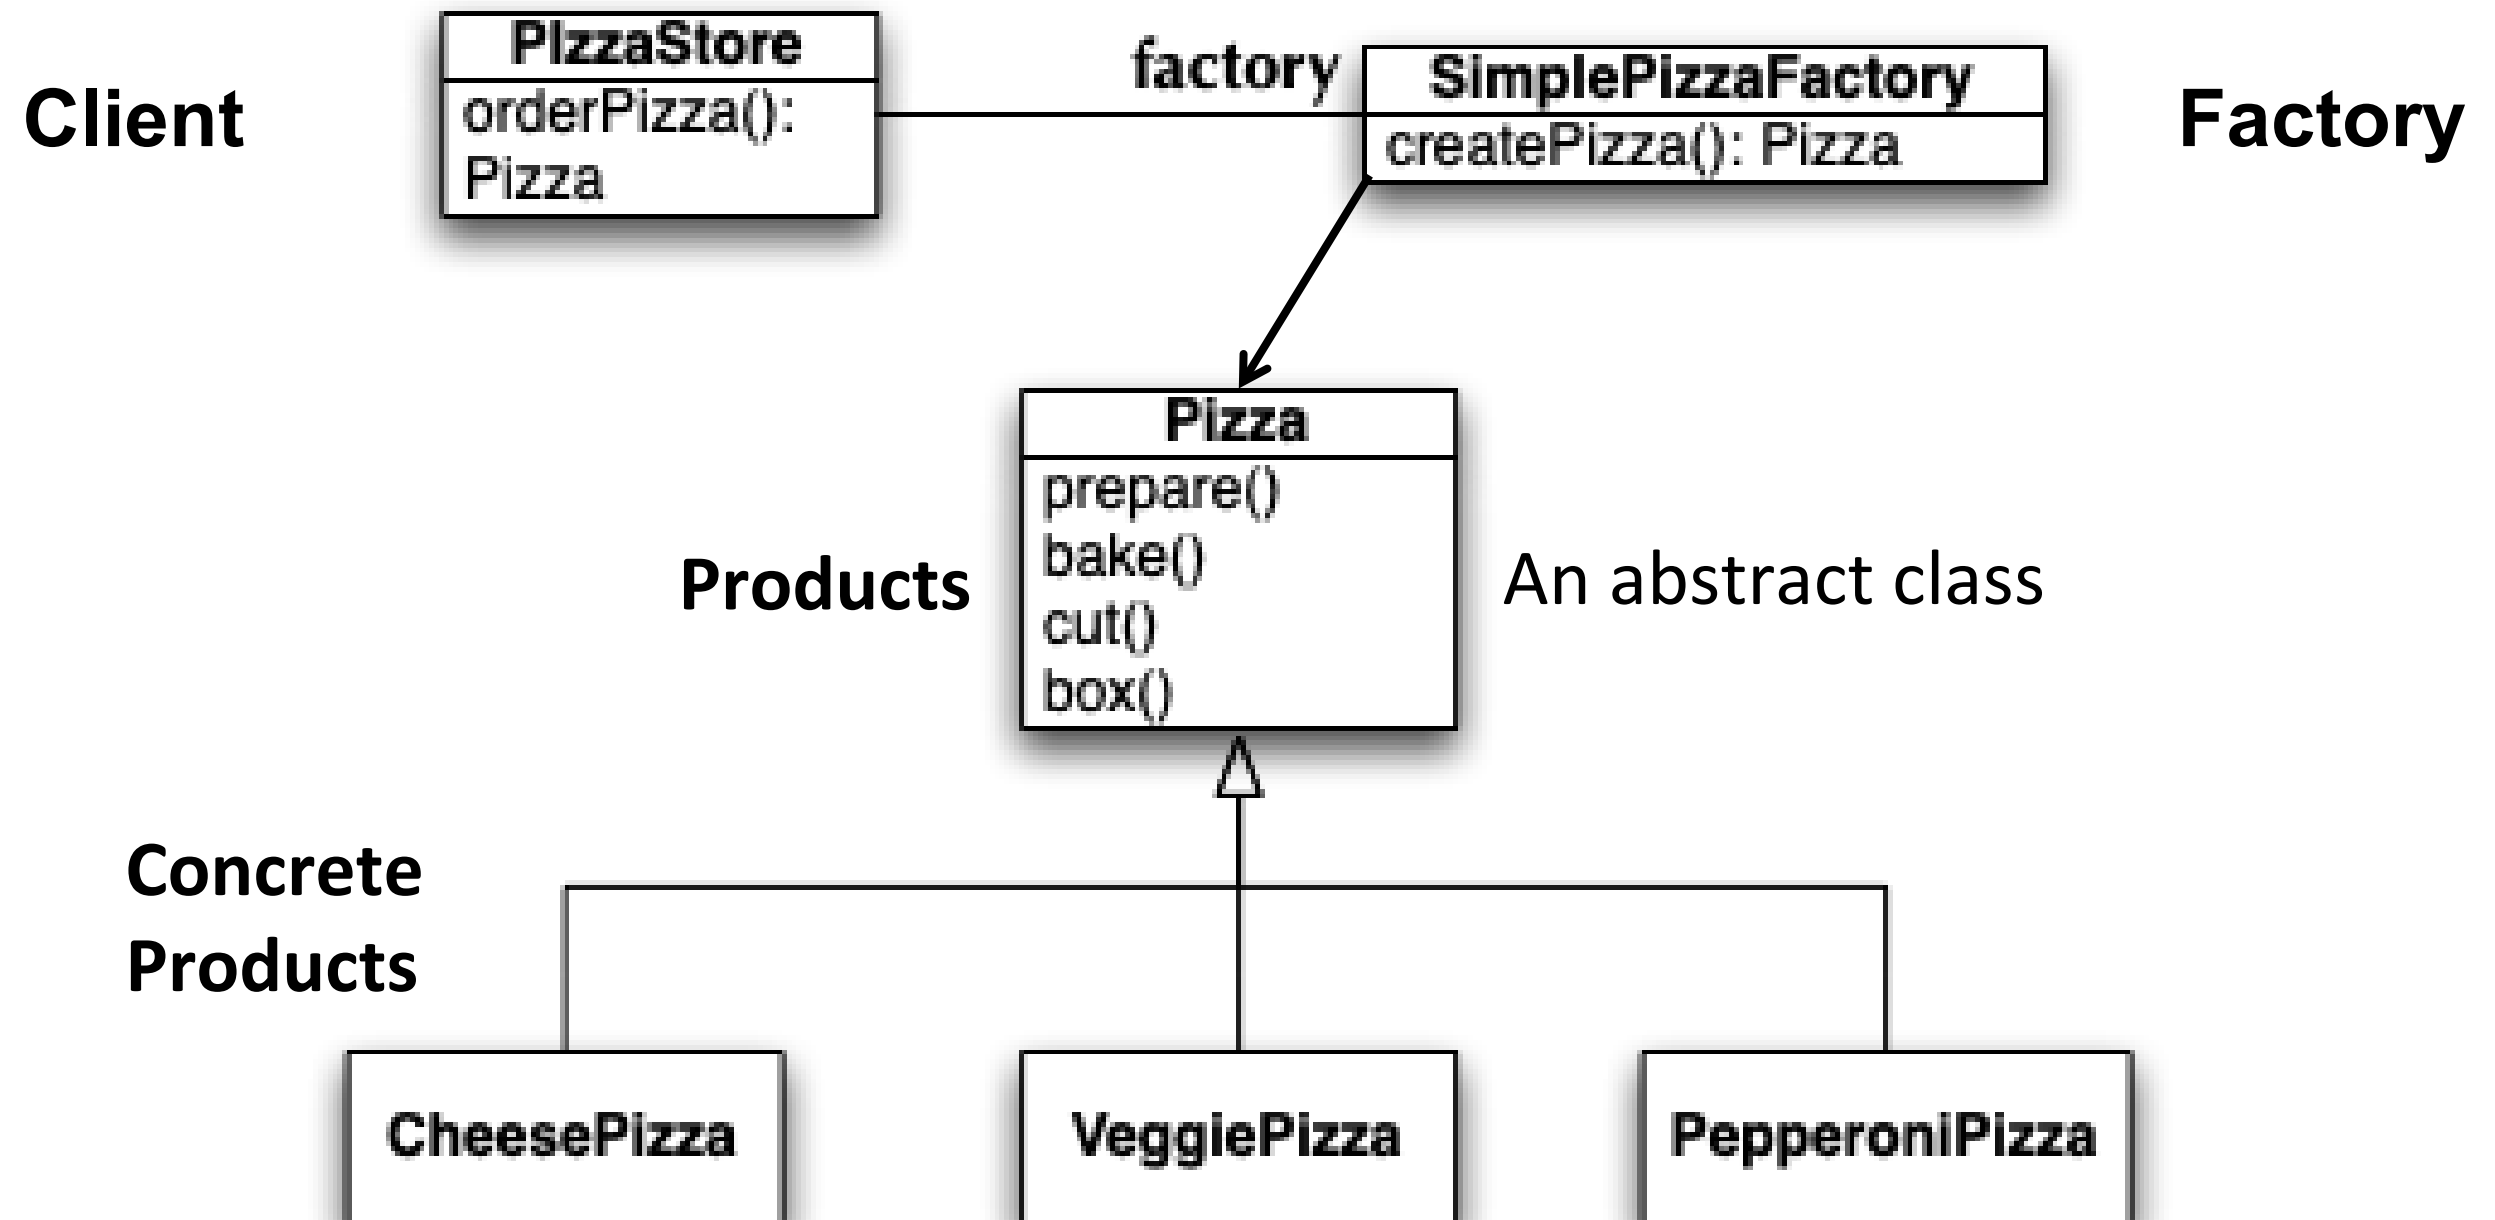 PIzzaStore
orderPizza():
Pizza
Client
factory
SimplePizzaFactory
createPizza(): Pizza
Factory
Pizza
prepare()
bake()
cut()
box()
Products
An abstract class
Concrete
Products
CheesePizza
VeggiePizza
PepperoniPizza